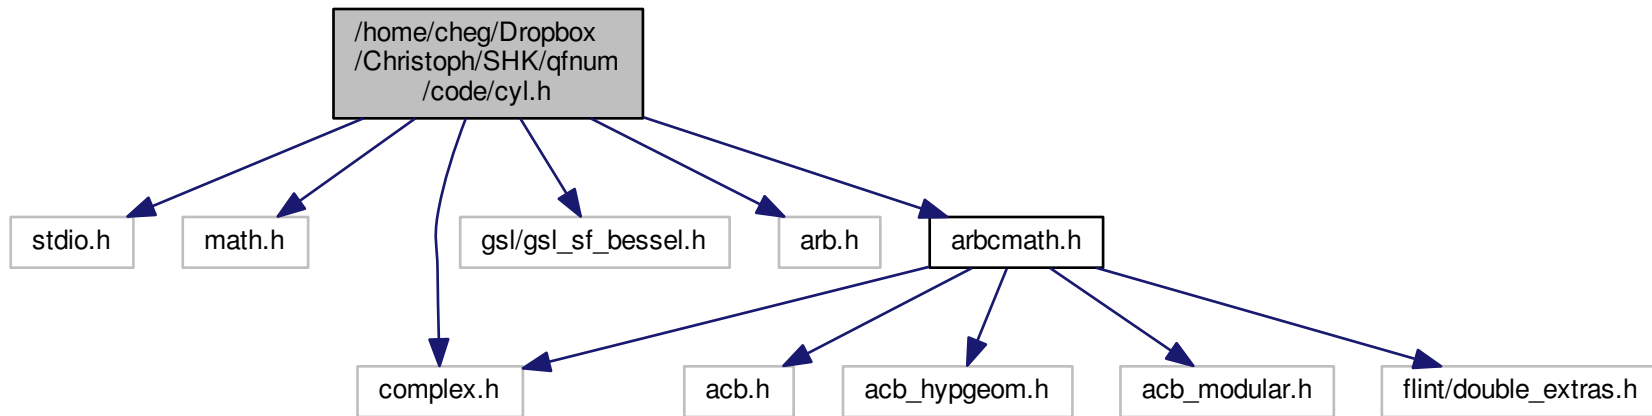 /home/cheg/Dropbox
/Christoph/SHK/qfnum
/code/cyl.h
stdio.h
math.h
gsl/gsl_sf_bessel.h
arb.h
arbcmath.h
complex.h
acb.h
acb_hypgeom.h
acb_modular.h
flint/double_extras.h